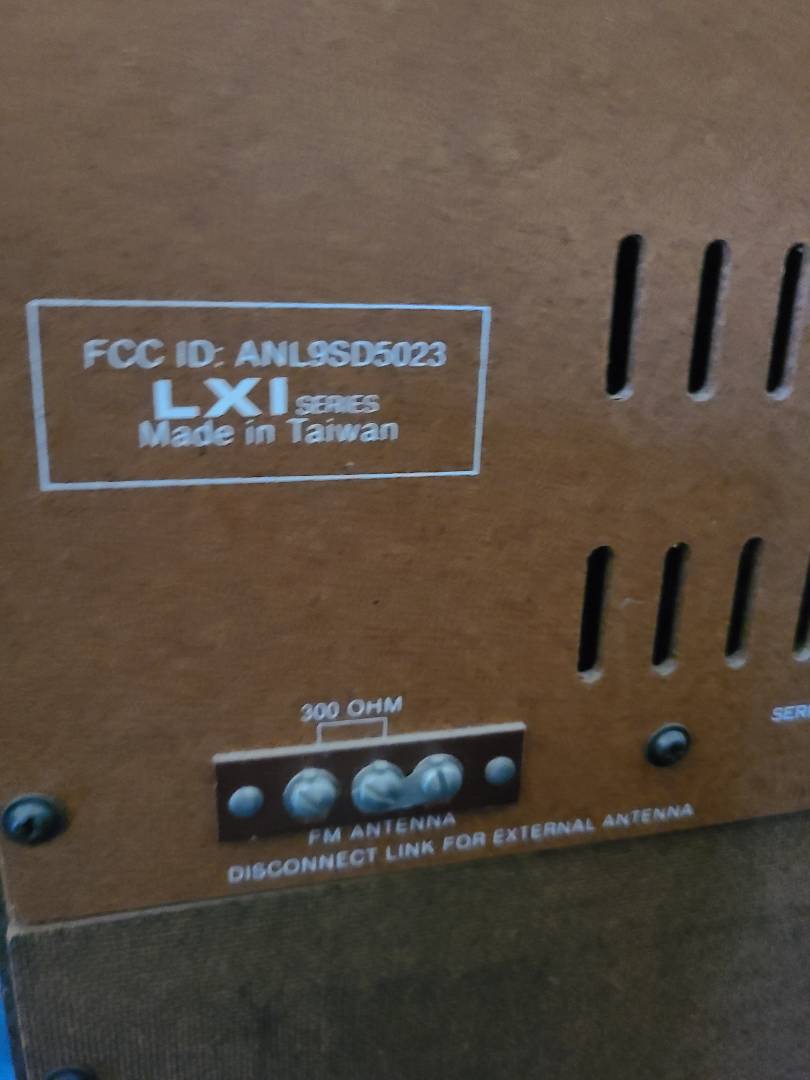 FCC ID: ANL9SD5023
LXI SERIES
Made in Taiwan
300 OHM
FM ANTENNA
DISCONNECT LINK FOR EXTERNAL ANTENNA